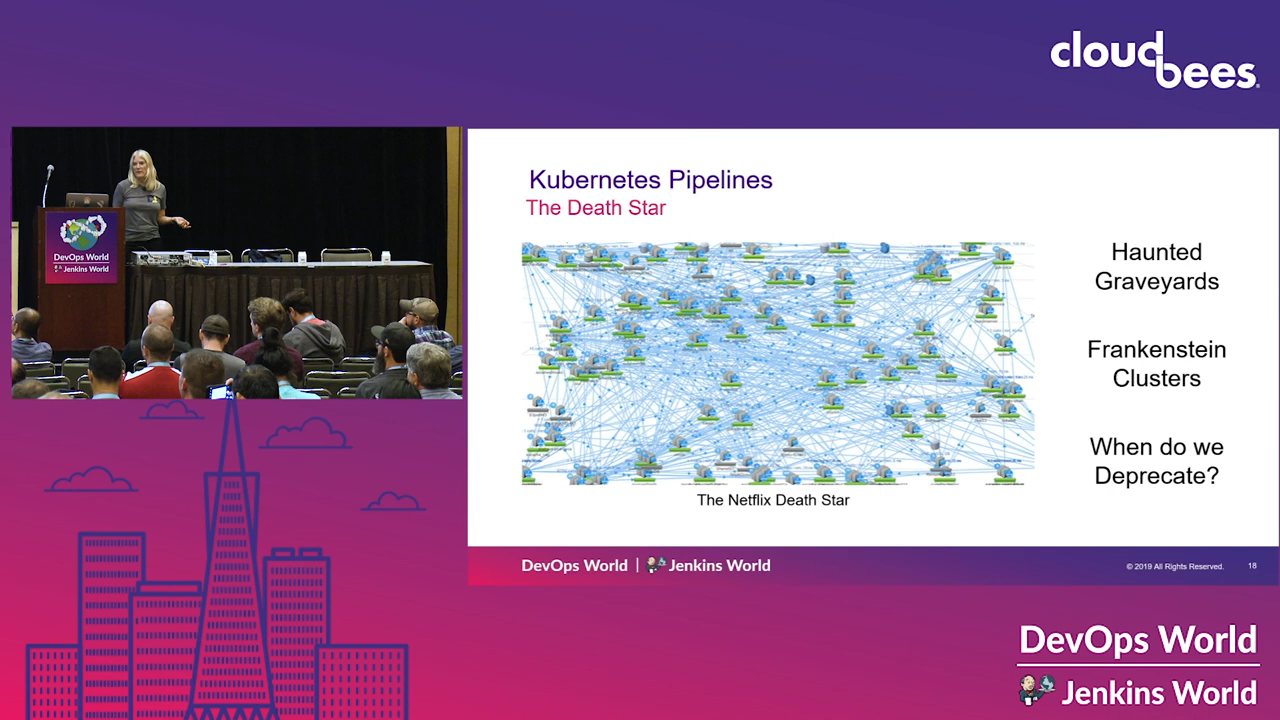 cloudbees
DevOps World
Jenkins World
Kubernetes Pipelines
The Death Star
Haunted
Graveyards
Frankenstein
Clusters
When do we
Deprecate?
The Netflix Death Star
DevOps World | Jenkins World
© 2019 All Rights Reserved. 18
DevOps World
Jenkins World